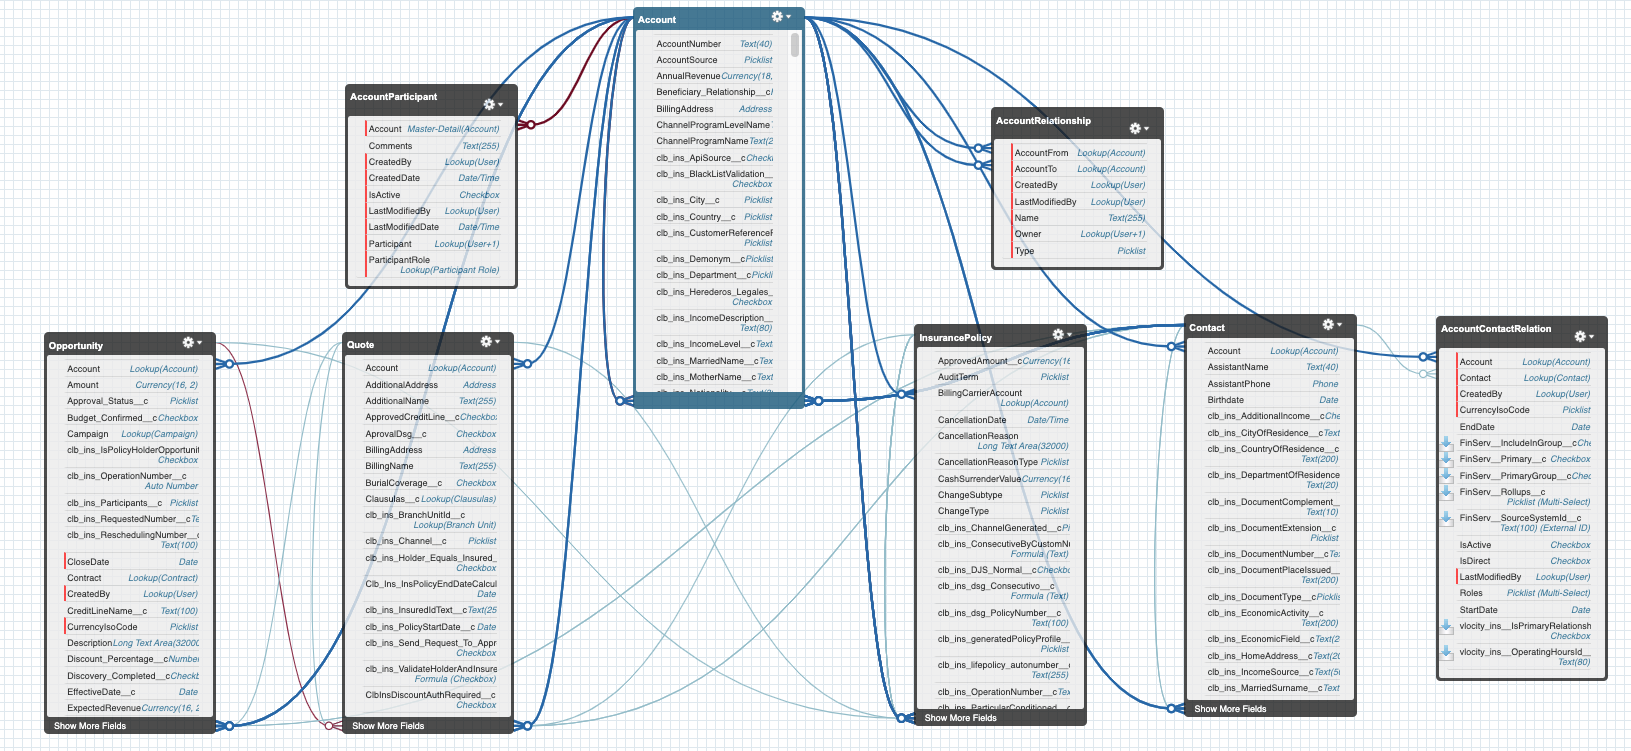 Account
AccountNumber Text(40)
AccountSource Picklist
AnnualRevenue Currency(18,
Beneficiary_Relationship__c
BillingAddress Address
ChannelProgramLevelName
ChannelProgramName Text(2
clb_ins_ApiSource__c Check
clb_ins_BlackListValidation__
Checkbox
clb_ins_City__c Picklist
clb_ins_Country__c Picklist
clb_ins_CustomerReferenceF
Picklist
clb_ins_Demonym__c Picklist
clb_ins_Department__c Pickli
clb_ins_Herederos_Legales_
Checkbox
clb_ins_IncomeDescription__
Text(80)
clb_ins_IncomeLevel__c Text
clb_ins_MarriedName__c Tex
clb_ins_MotherName__c Text
AccountParticipant
Account Master-Detail(Account)
Comments Text(255)
CreatedBy Lookup(User)
CreatedDate Date/Time
IsActive Checkbox
LastModifiedBy Lookup(User)
LastModifiedDate Date/Time
Participant Lookup(User+1)
ParticipantRole
Lookup(Participant Role)
AccountRelationship
AccountFrom Lookup(Account)
AccountTo Lookup(Account)
CreatedBy Lookup(User)
LastModifiedBy Lookup(User)
Name Text(255)
Owner Lookup(User+1)
Type Picklist
Opportunity
Account Lookup(Account)
Amount Currency(16, 2)
Approval_Status__c Picklist
Budget_Confirmed__c Checkbox
Campaign Lookup(Campaign)
clb_ins_IsPolicyHolderOpportunit
Checkbox
clb_ins_OperationNumber__c
Auto Number
clb_ins_Participants__c Picklist
clb_ins_RequestedNumber__c Te
clb_ins_ReschedulingNumber__c
Text(100)
CloseDate Date
Contract Lookup(Contract)
CreatedBy Lookup(User)
CreditLineName__c Text(100)
CurrencyIsoCode Picklist
Description Long Text Area(32000
Discount_Percentage__c Number
Discovery_Completed__c Checkb
EffectiveDate__c Date
ExpectedRevenue Currency(16, 2
Show More Fields
Quote
Account Lookup(Account)
AdditionalAddress Address
AdditionalName Text(255)
ApprovedCreditLine__c Checkbo
AprovalDsg__c Checkbox
BillingAddress Address
BillingName Text(255)
BurialCoverage__c Checkbox
Clausulas__c Lookup(Clausulas)
clb_ins_BranchUnitId__c
Lookup(Branch Unit)
clb_ins_Channel__c Picklist
clb_ins_Holder_Equals_Insured_
Checkbox
Clb_Ins_InsPolicyEndDateCalcul
Date
clb_ins_InsuredIdText__c Text(25
clb_ins_PolicyStartDate__c Date
clb_ins_Send_Request_To_Appr
Checkbox
clb_ins_ValidateHolderAndInsure
Formula (Checkbox)
ClbInsDiscountAuthRequired__c
Checkbox
Show More Fields
InsurancePolicy
ApprovedAmount__c Currency(16
AuditTerm Picklist
BillingCarrierAccount
Lookup(Account)
CancellationDate Date/Time
CancellationReason
Long Text Area(32000)
CancellationReasonType Picklist
CashSurrenderValue Currency(16
ChangeSubtype Picklist
ChangeType Picklist
clb_ins_ChannelGenerated__c Pi
clb_ins_ConsecutiveByCustomN
Formula (Text)
clb_ins_DJS_Normal__c Checkbo
clb_ins_dsg_Consecutivo__c
Formula (Text)
clb_ins_dsg_PolicyNumber__c
Text(100)
clb_ins_generatedPolicyProfile__
Picklist
clb_ins_lifepolicy_autonumber__c
Text(255)
clb_ins_OperationNumber__c Tex
clb_ins_ParticularConditioned
Show More Fields
Contact
Account Lookup(Account)
AssistantName Text(40)
AssistantPhone Phone
Birthdate Date
clb_ins_AdditionalIncome__c Che
clb_ins_CityOfResidence__c Text
clb_ins_CountryOfResidence__c
Text(200)
clb_ins_DepartmentOfResidence
Text(20)
clb_ins_DocumentComplement__
Text(10)
clb_ins_DocumentExtension__c
Picklist
clb_ins_DocumentNumber__c Te
clb_ins_DocumentPlaceIssued__
Text(200)
clb_ins_DocumentType__c Picklis
clb_ins_EconomicActivity__c
Text(200)
clb_ins_EconomicField__c Text(2
clb_ins_HomeAddress__c Text(20
clb_ins_IncomeSource__c Text(5
clb_ins_MarriedSurname__c Text
Show More Fields
AccountContactRelation
Account Lookup(Account)
Contact Lookup(Contact)
CreatedBy Lookup(User)
CurrencyIsoCode Picklist
EndDate Date
FinServ__IncludeInGroup__c Che
FinServ__Primary__c Checkbox
FinServ__PrimaryGroup__c Chec
FinServ__Rollups__c
Picklist (Multi-Select)
FinServ__SourceSystemId__c
Text(100) (External ID)
IsActive Checkbox
IsDirect Checkbox
LastModifiedBy Lookup(User)
Roles Picklist (Multi-Select)
StartDate Date
vlocity_ins__IsPrimaryRelationsh
Checkbox
vlocity_ins__OperatingHoursId__
Text(80)